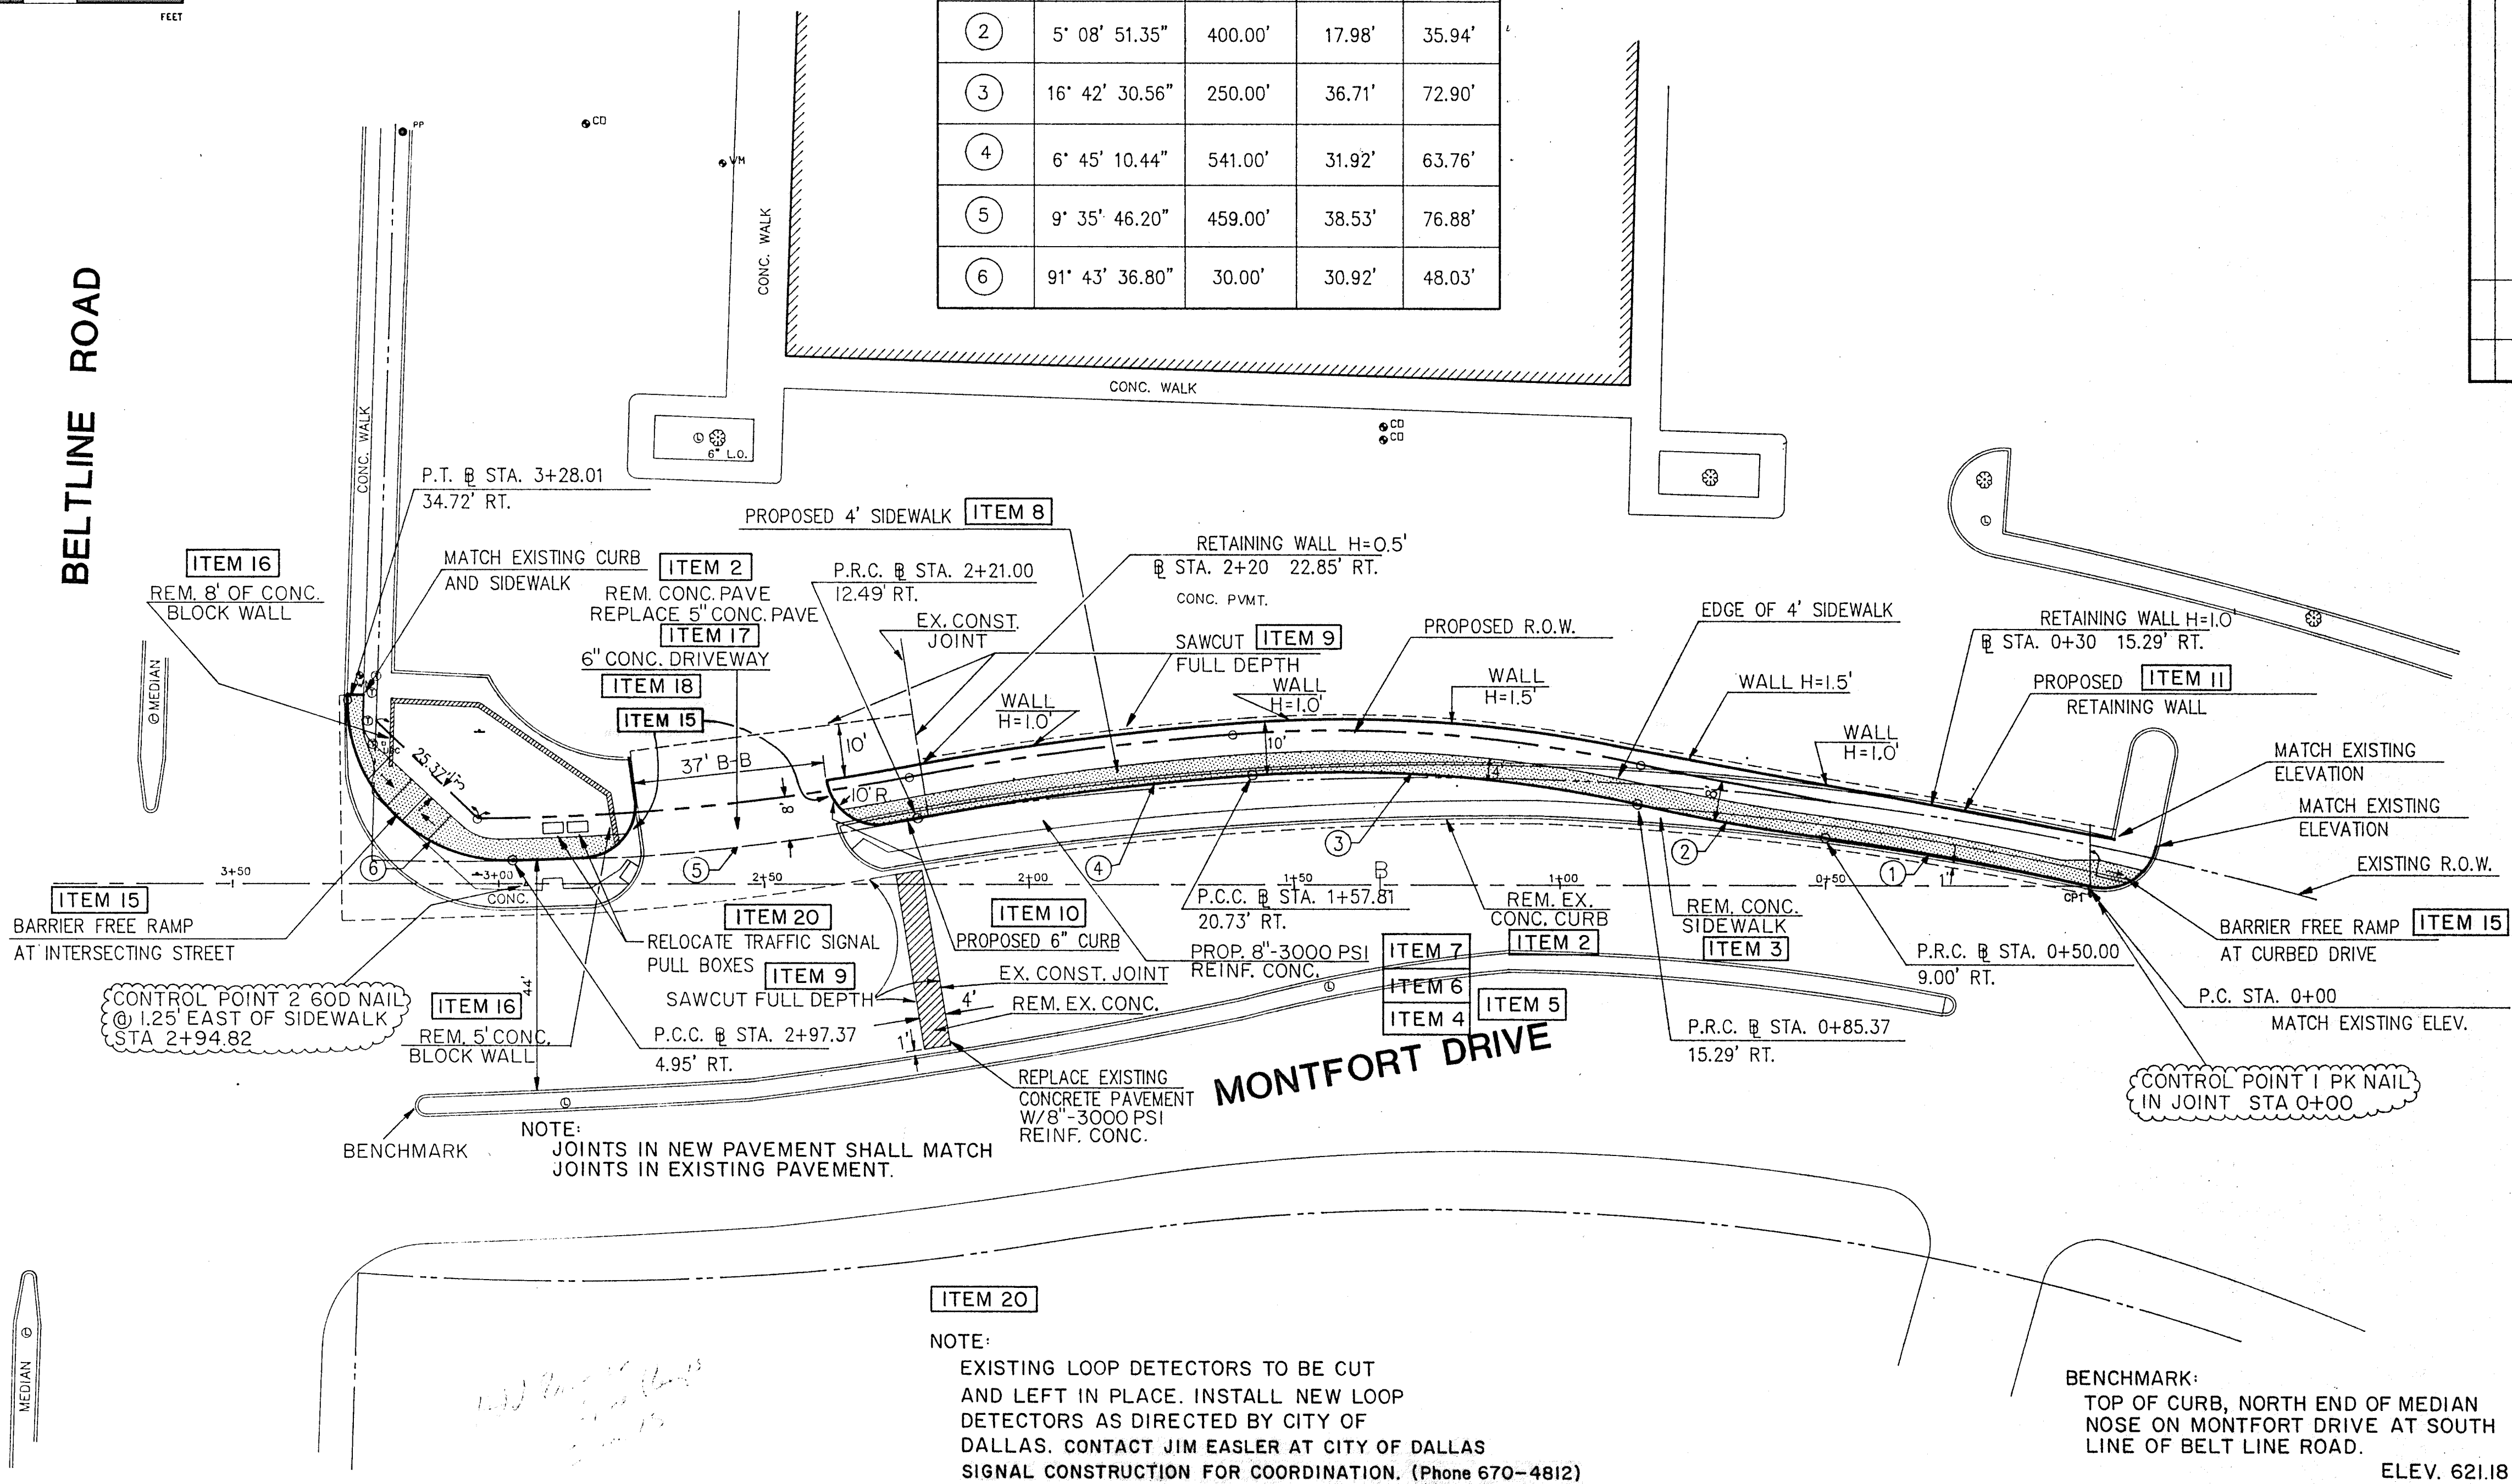 FEET
2 5° 08' 51.35" 400.00' 17.98' 35.94'
3 16° 42' 30.56" 250.00' 36.71' 72.90'
4 6° 45' 10.44" 541.00' 31.92' 63.76'
5 9° 35' 46.20" 459.00' 38.53' 76.88'
6 91° 43' 36.80" 30.00' 30.92' 48.03'
PP
CO
WM
CONC. WALK
CONC. WALK
CONC. WALK
CO
CO
6" L.O.
BELTLINE ROAD
P.T. ⅊ STA. 3+28.01
34.72' RT.
PROPOSED 4' SIDEWALK ITEM 8
RETAINING WALL H=0.5'
⅊ STA. 2+20 22.85' RT.
CONC. PVMT.
ITEM 16
REM. 8' OF CONC.
BLOCK WALL
MATCH EXISTING CURB
AND SIDEWALK
ITEM 2
REM. CONC. PAVE
REPLACE 5" CONC. PAVE
ITEM 17
6" CONC. DRIVEWAY
ITEM 18
ITEM 15
P.R.C. ⅊ STA. 2+21.00
12.49' RT.
EX. CONST.
JOINT
SAWCUT ITEM 9
FULL DEPTH
PROPOSED R.O.W.
EDGE OF 4' SIDEWALK
RETAINING WALL H=1.0'
⅊ STA. 0+30 15.29' RT.
PROPOSED ITEM 11
RETAINING WALL
WALL
H=1.0'
WALL
H=1.0'
WALL
H=1.5'
WALL H=1.5'
WALL
H=1.0'
MATCH EXISTING
ELEVATION
MATCH EXISTING
ELEVATION
EXISTING R.O.W.
MEDIAN
25.37'
37' B-B
10'
10' R
8'
10'
4'
8'
1'
3+50
3+00
2+50
2+00
1+50
1+00
0+50
6
5
4
3
2
1
CONC.
CP1
ITEM 15
BARRIER FREE RAMP
AT INTERSECTING STREET
ITEM 20
RELOCATE TRAFFIC SIGNAL
PULL BOXES
ITEM 9
SAWCUT FULL DEPTH
ITEM 10
PROPOSED 6" CURB
P.C.C. ⅊ STA. 1+57.81
20.73' RT.
PROP. 8"-3000 PSI
REINF. CONC.
ITEM 7
ITEM 6
ITEM 4
ITEM 5
REM. EX.
CONC. CURB
ITEM 2
REM. CONC.
SIDEWALK
ITEM 3
P.R.C. ⅊ STA. 0+50.00
9.00' RT.
BARRIER FREE RAMP ITEM 15
AT CURBED DRIVE
P.C. STA. 0+00
MATCH EXISTING ELEV.
CONTROL POINT 2 60D NAIL
@ 1.25' EAST OF SIDEWALK
STA 2+94.82
ITEM 16
REM. 5' CONC.
BLOCK WALL
44'
P.C.C. ⅊ STA. 2+97.37
4.95' RT.
EX. CONST. JOINT
4'
REM. EX. CONC.
1'
P.R.C. ⅊ STA. 0+85.37
15.29' RT.
REPLACE EXISTING
CONCRETE PAVEMENT
W/8"-3000 PSI
REINF. CONC.
MONTFORT DRIVE
CONTROL POINT 1 PK NAIL
IN JOINT STA 0+00
BENCHMARK
NOTE:
JOINTS IN NEW PAVEMENT SHALL MATCH
JOINTS IN EXISTING PAVEMENT.
MEDIAN
ITEM 20
NOTE:
EXISTING LOOP DETECTORS TO BE CUT
AND LEFT IN PLACE. INSTALL NEW LOOP
DETECTORS AS DIRECTED BY CITY OF
DALLAS. CONTACT JIM EASLER AT CITY OF DALLAS
SIGNAL CONSTRUCTION FOR COORDINATION. (Phone 670-4812)
BENCHMARK:
TOP OF CURB, NORTH END OF MEDIAN
NOSE ON MONTFORT DRIVE AT SOUTH
LINE OF BELT LINE ROAD.
ELEV. 621.18